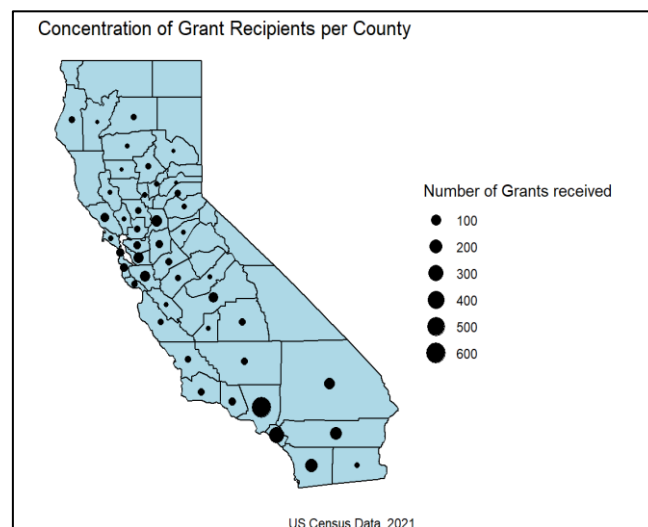 Concentration of Grant Recipients per County
Number of Grants received
100
200
300
400
500
600
US Census Data, 2021